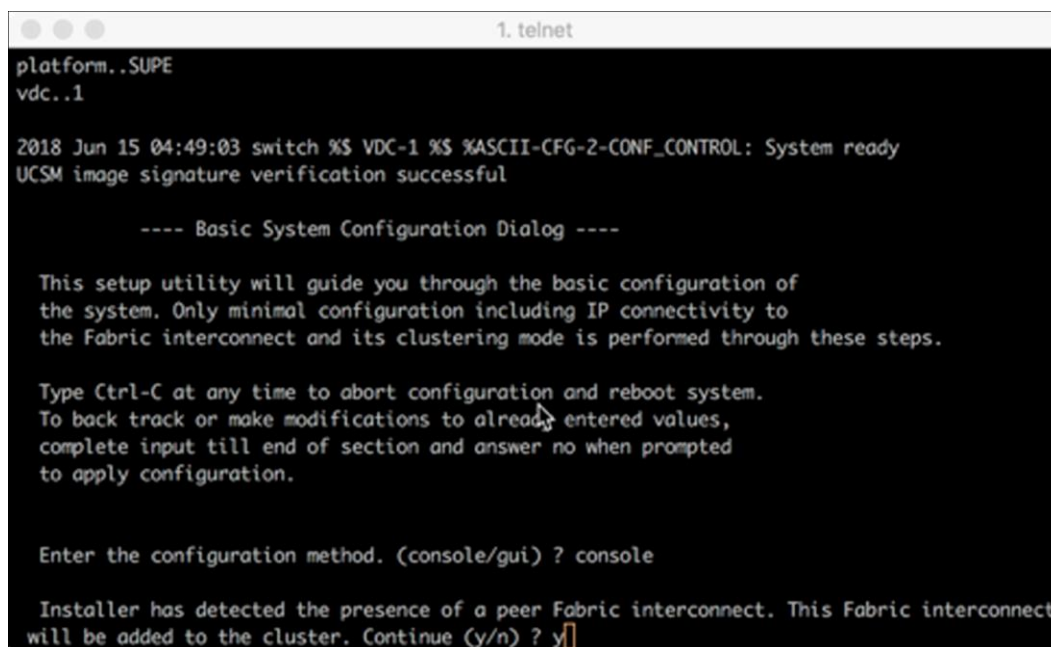 1. telnet
platform..SUPE
vdc..1
2018 Jun 15 04:49:03 switch %$ VDC-1 %$ %ASCII-CFG-2-CONF_CONTROL: System ready
UCSM image signature verification successful
---- Basic System Configuration Dialog ----
This setup utility will guide you through the basic configuration of
the system. Only minimal configuration including IP connectivity to
the Fabric interconnect and its clustering mode is performed through these steps.
Type Ctrl-C at any time to abort configuration and reboot system.
To back track or make modifications to already entered values,
complete input till end of section and answer no when prompted
to apply configuration.
Enter the configuration method. (console/gui) ? console
Installer has detected the presence of a peer Fabric interconnect. This Fabric interconnect
will be added to the cluster. Continue (y/n) ? y